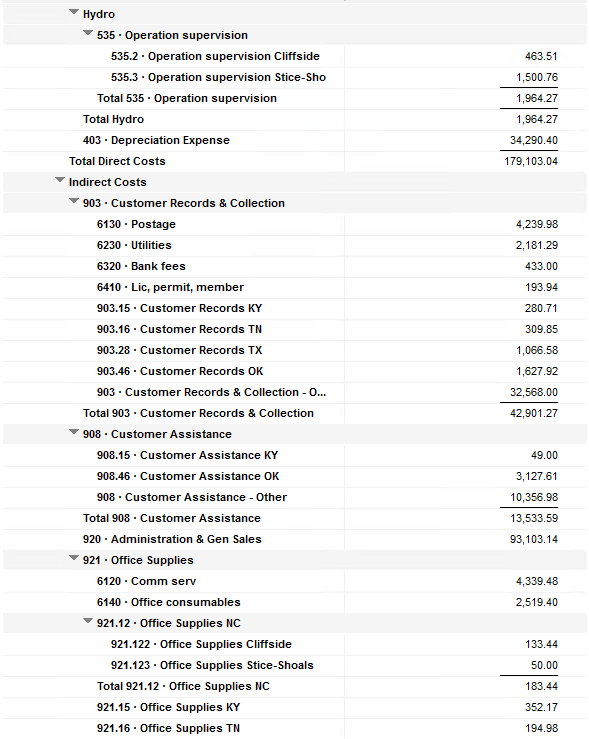 Hydro
535 · Operation supervision
535.2 · Operation supervision Cliffside 463.51
535.3 · Operation supervision Stice-Sho 1,500.76
Total 535 · Operation supervision 1,964.27
Total Hydro 1,964.27
403 · Depreciation Expense 34,290.40
Total Direct Costs 179,103.04
Indirect Costs
903 · Customer Records & Collection
6130 · Postage 4,239.98
6230 · Utilities 2,181.29
6320 · Bank fees 433.00
6410 · Lic, permit, member 193.94
903.15 · Customer Records KY 280.71
903.16 · Customer Records TN 309.85
903.28 · Customer Records TX 1,066.58
903.46 · Customer Records OK 1,627.92
903 · Customer Records & Collection - O... 32,568.00
Total 903 · Customer Records & Collection 42,901.27
908 · Customer Assistance
908.15 · Customer Assistance KY 49.00
908.46 · Customer Assistance OK 3,127.61
908 · Customer Assistance - Other 10,356.98
Total 908 · Customer Assistance 13,533.59
920 · Administration & Gen Sales 93,103.14
921 · Office Supplies
6120 · Comm serv 4,339.48
6140 · Office consumables 2,519.40
921.12 · Office Supplies NC
921.122 · Office Supplies Cliffside 133.44
921.123 · Office Supplies Stice-Shoals 50.00
Total 921.12 · Office Supplies NC 183.44
921.15 · Office Supplies KY 352.17
921.16 · Office Supplies TN 194.98